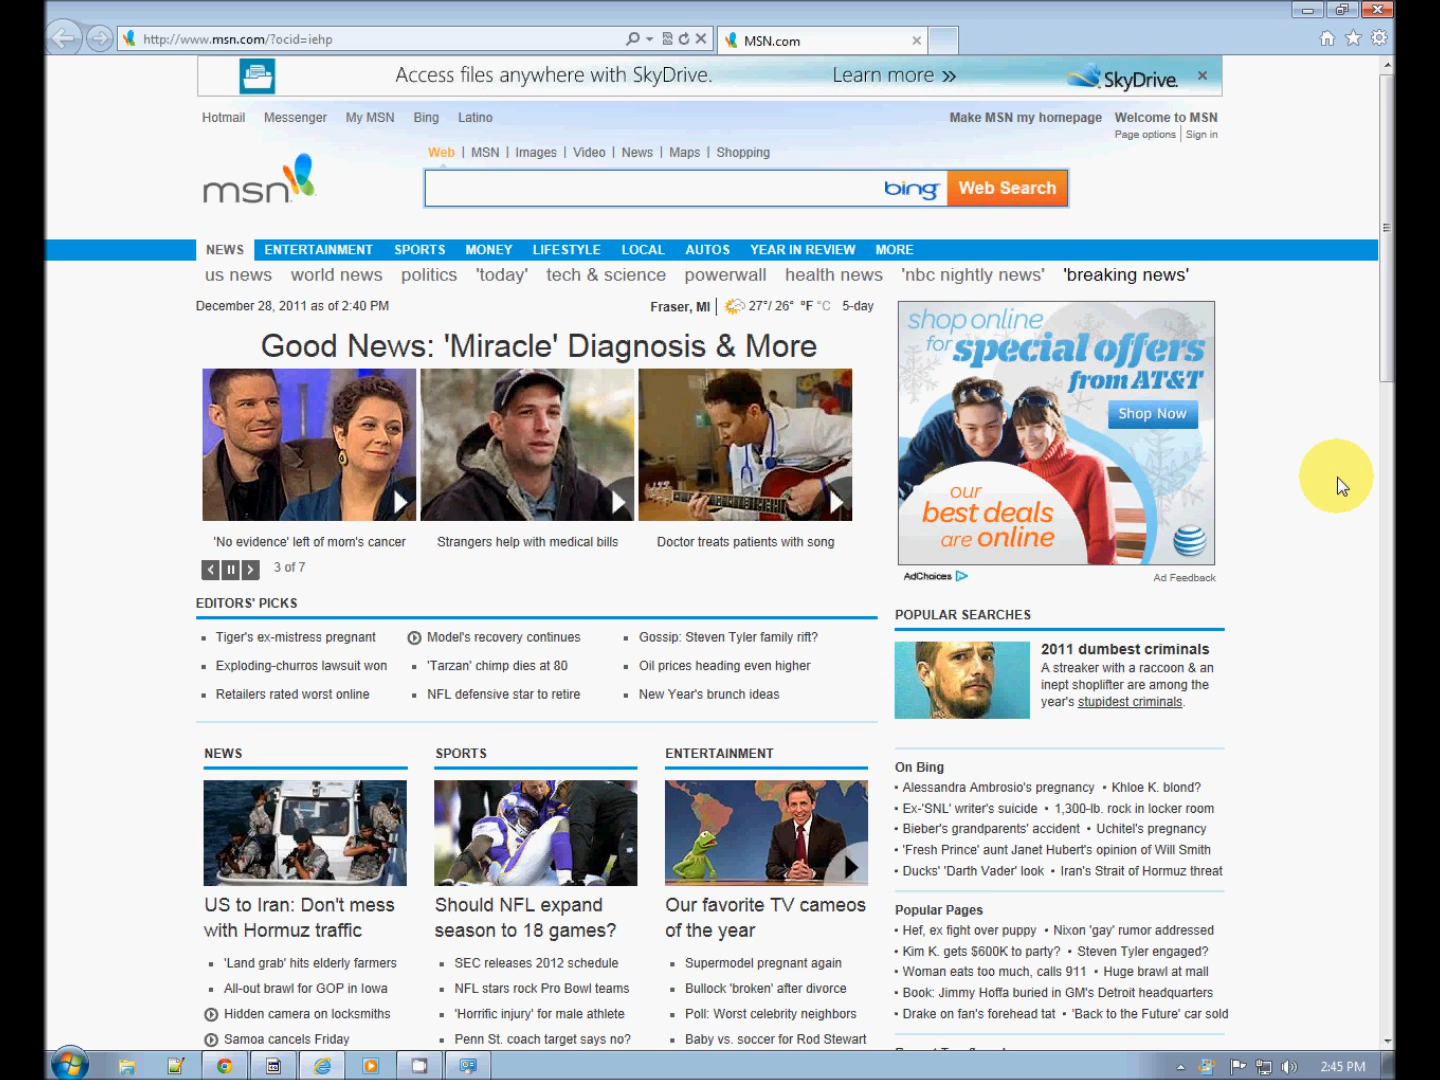 http://www.msn.com/?ocid=iehp
MSN.com
Access files anywhere with SkyDrive.
Learn more »
SkyDrive.
Hotmail Messenger My MSN Bing Latino
Make MSN my homepage Welcome to MSN
Page options | Sign in
Web | MSN | Images | Video | News | Maps | Shopping
msn
bing
Web Search
NEWS ENTERTAINMENT SPORTS MONEY LIFESTYLE LOCAL AUTOS YEAR IN REVIEW MORE
us news world news politics 'today' tech & science powerwall health news 'nbc nightly news' 'breaking news'
December 28, 2011 as of 2:40 PM
Fraser, MI | 27°/ 26° °F °C 5-day
Good News: 'Miracle' Diagnosis & More
'No evidence' left of mom's cancer
Strangers help with medical bills
Doctor treats patients with song
3 of 7
shop online
for special offers
from AT&T
Shop Now
our
best deals
are online
AdChoices
Ad Feedback
EDITORS' PICKS
Tiger's ex-mistress pregnant
Exploding-churros lawsuit won
Retailers rated worst online
Model's recovery continues
'Tarzan' chimp dies at 80
NFL defensive star to retire
Gossip: Steven Tyler family rift?
Oil prices heading even higher
New Year's brunch ideas
POPULAR SEARCHES
2011 dumbest criminals
A streaker with a raccoon & an
inept shoplifter are among the
year's stupidest criminals.
NEWS
US to Iran: Don't mess
with Hormuz traffic
'Land grab' hits elderly farmers
All-out brawl for GOP in Iowa
Hidden camera on locksmiths
Samoa cancels Friday
SPORTS
Should NFL expand
season to 18 games?
SEC releases 2012 schedule
NFL stars rock Pro Bowl teams
'Horrific injury' for male athlete
Penn St. coach target says no?
ENTERTAINMENT
Our favorite TV cameos
of the year
Supermodel pregnant again
Bullock 'broken' after divorce
Poll: Worst celebrity neighbors
Baby vs. soccer for Rod Stewart
On Bing
• Alessandra Ambrosio's pregnancy • Khloe K. blond?
• Ex-'SNL' writer's suicide • 1,300-lb. rock in locker room
• Bieber's grandparents' accident • Uchitel's pregnancy
• 'Fresh Prince' aunt Janet Hubert's opinion of Will Smith
• Ducks' 'Darth Vader' look • Iran's Strait of Hormuz threat
Popular Pages
• Hef, ex fight over puppy • Nixon 'gay' rumor addressed
• Kim K. gets $600K to party? • Steven Tyler engaged?
• Woman eats too much, calls 911 • Huge brawl at mall
• Book: Jimmy Hoffa buried in GM's Detroit headquarters
• Drake on fan's forehead tat • 'Back to the Future' car sold
2:45 PM